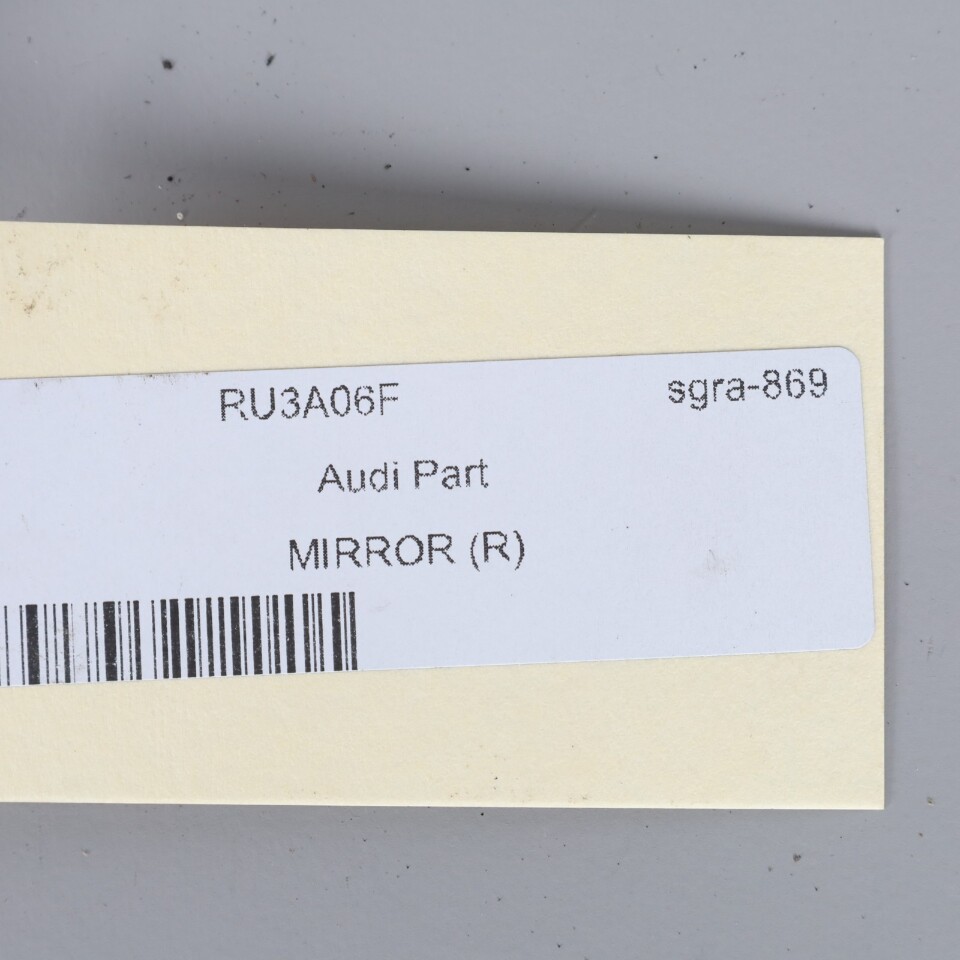 RU3A06F sgra-869
Audi Part
MIRROR (R)